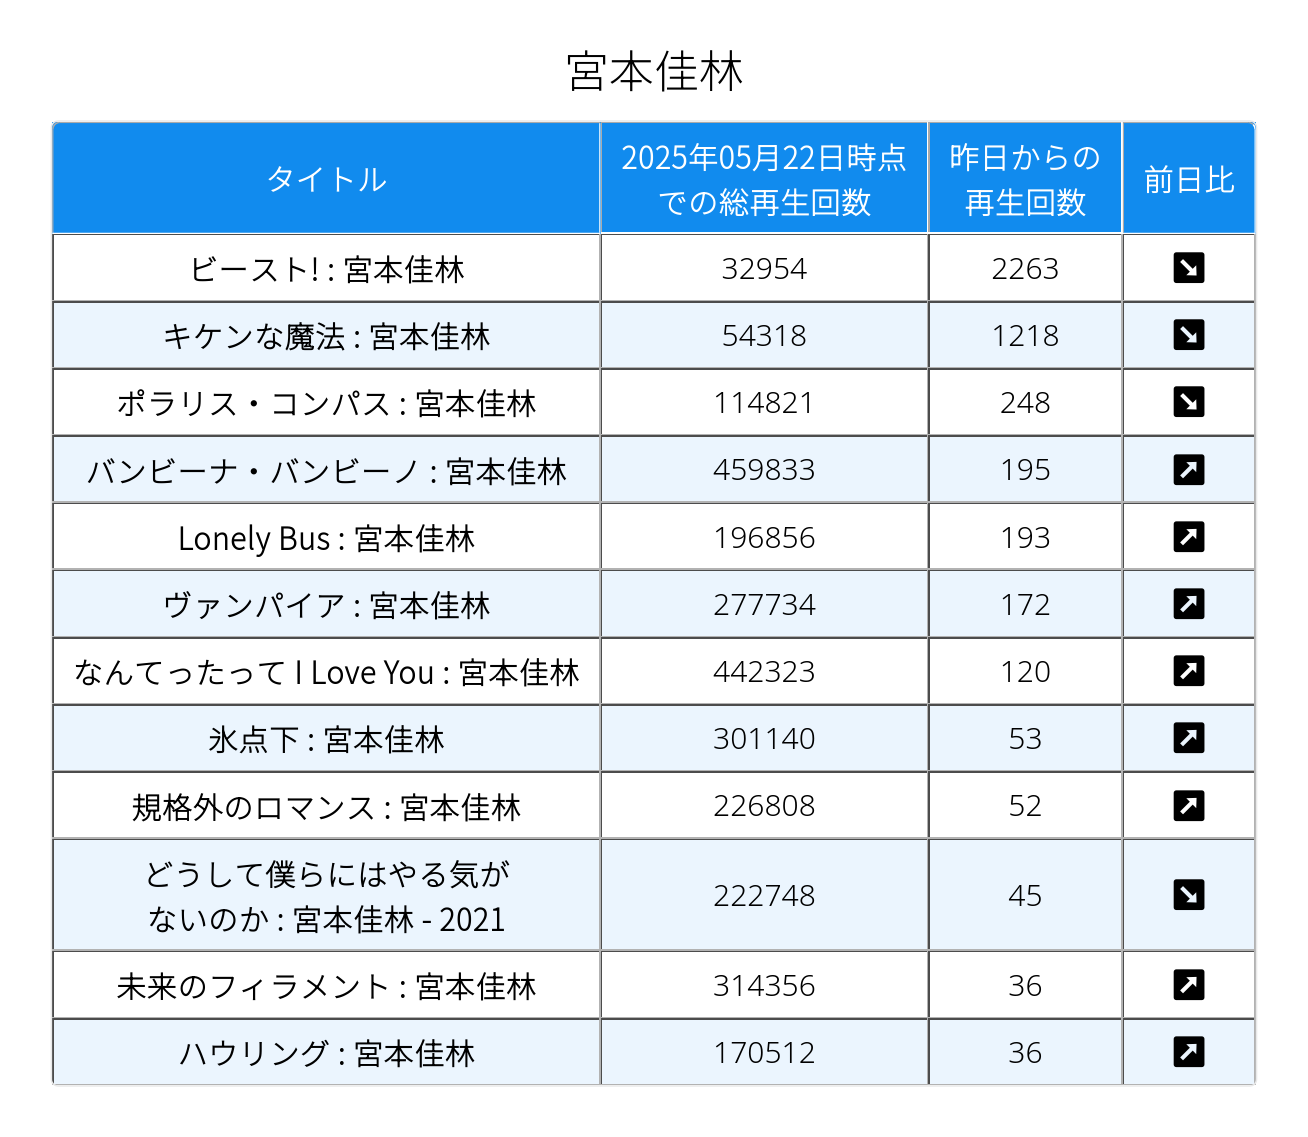 宮本佳林
タイトル
2025年05月22日時点
での総再生回数
昨日からの
再生回数
前日比
ビースト! : 宮本佳林 32954 2263
キケンな魔法 : 宮本佳林 54318 1218
ポラリス・コンパス : 宮本佳林 114821 248
バンビーナ・バンビーノ : 宮本佳林 459833 195
Lonely Bus : 宮本佳林 196856 193
ヴァンパイア : 宮本佳林 277734 172
なんてったって I Love You : 宮本佳林 442323 120
氷点下 : 宮本佳林 301140 53
規格外のロマンス : 宮本佳林 226808 52
どうして僕らにはやる気が
ないのか : 宮本佳林 - 2021 222748 45
未来のフィラメント : 宮本佳林 314356 36
ハウリング : 宮本佳林 170512 36